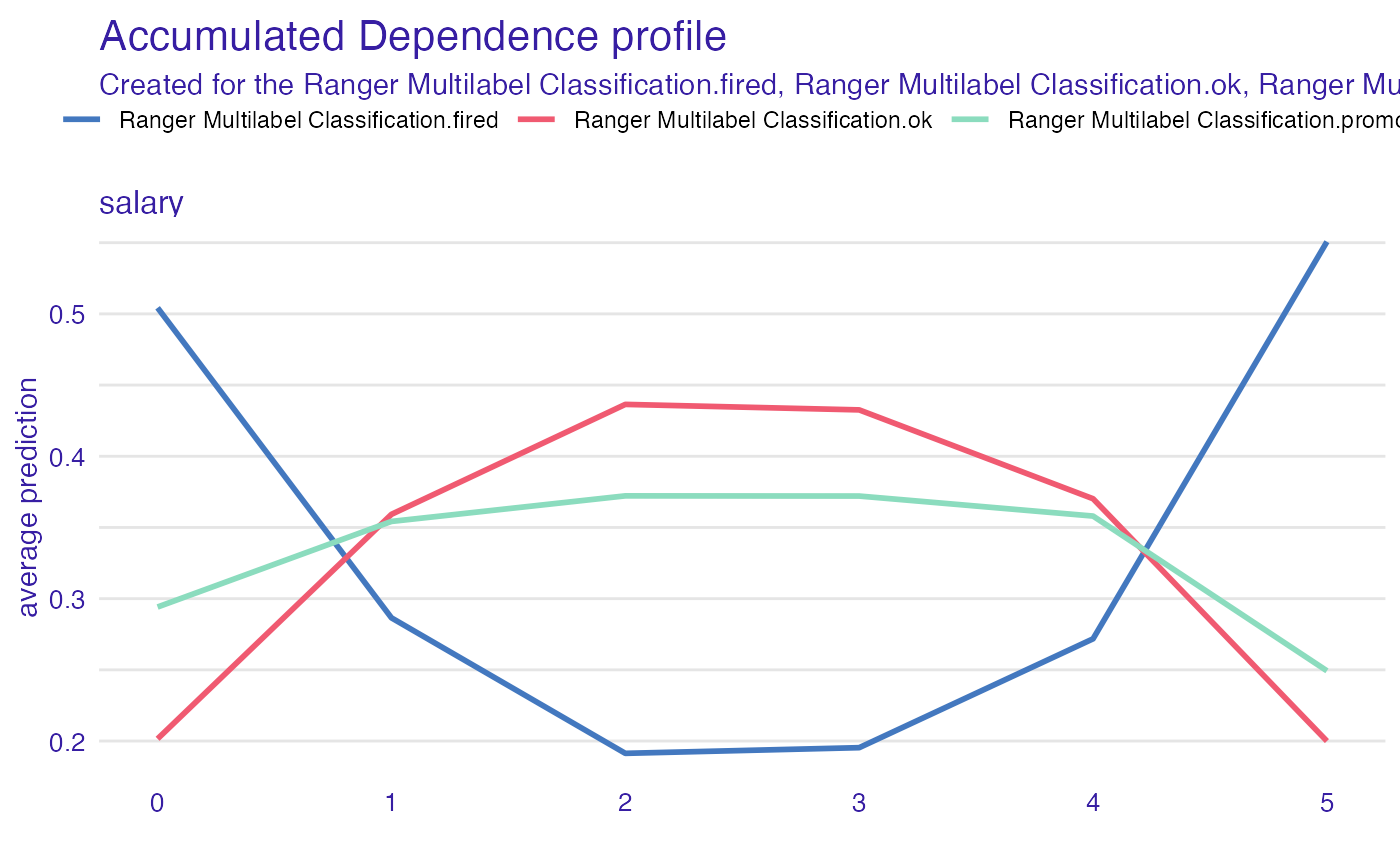 Accumulated Dependence profile
Created for the Ranger Multilabel Classification.fired, Ranger Multilabel Classification.ok, Ranger Mu
Ranger Multilabel Classification.fired Ranger Multilabel Classification.ok Ranger Multilabel Classification.promo
salary
average prediction
0.5
0.4
0.3
0.2
0 1 2 3 4 5